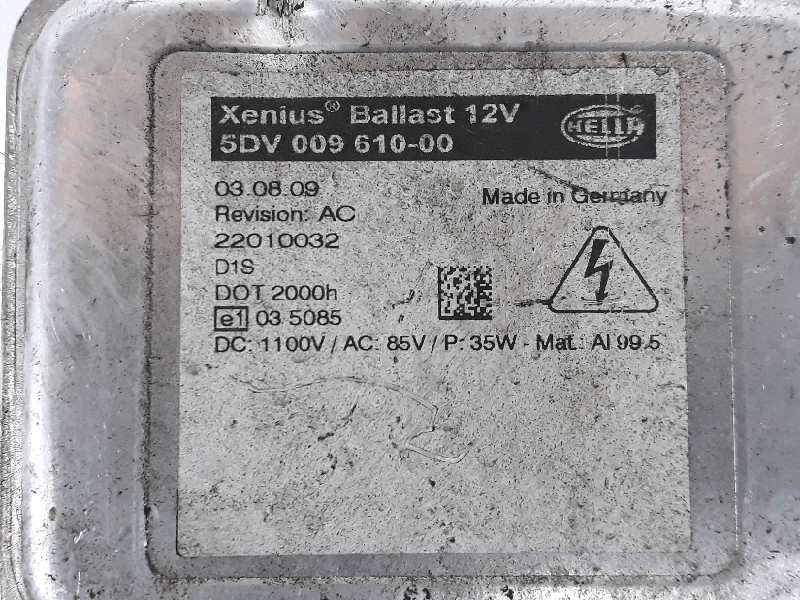 Xenius® Ballast 12V
5DV 009 610-00
HELLA
03.08.09
Made in Germany
Revision: AC
22010032
D1S
DOT 2000h
e1 03 5085
DC: 1100V / AC: 85V / P: 35W - Mat.: Al 99.5